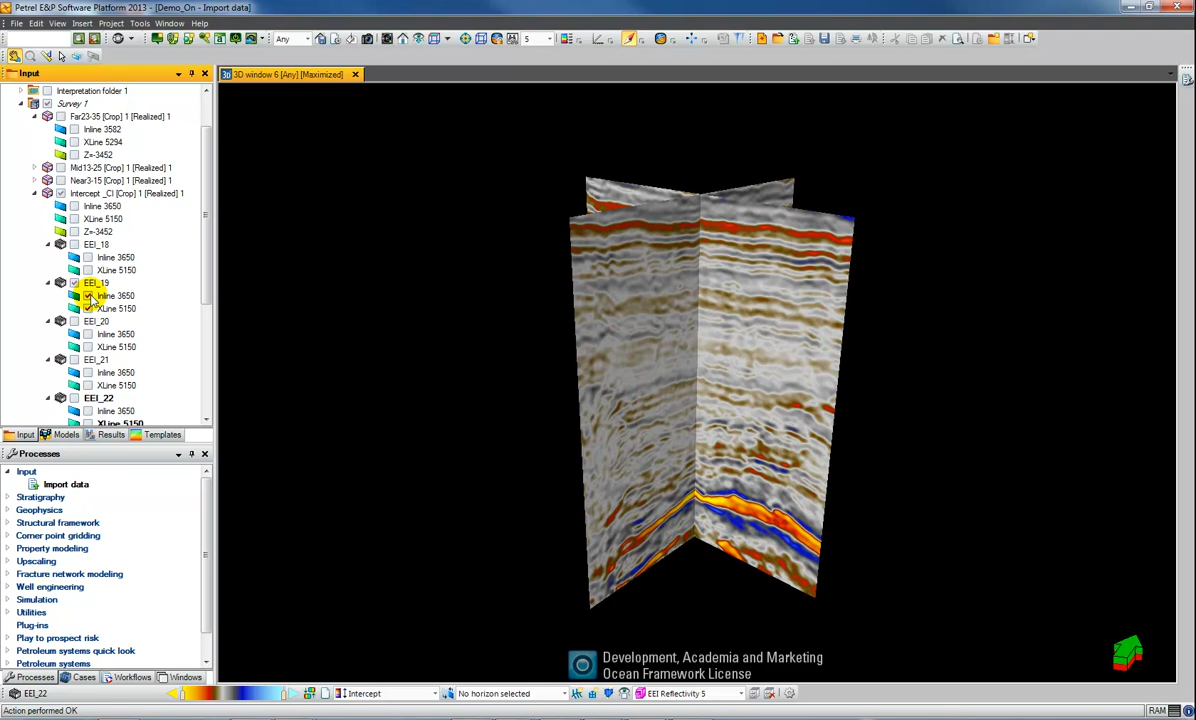 Petrel E&P Software Platform 2013 - [Demo_On - Import data]
File Edit View Insert Project Tools Window Help
Any
5
Input
3D window 6 [Any] [Maximized]
Interpretation folder 1
Survey 1
Far23-35 [Crop] 1 [Realized] 1
Inline 3582
XLine 5294
Z=-3452
Mid13-25 [Crop] 1 [Realized] 1
Near3-15 [Crop] 1 [Realized] 1
Intercept _CI [Crop] 1 [Realized] 1
Inline 3650
XLine 5150
Z=-3452
EEI_18
Inline 3650
XLine 5150
EEI_19
Inline 3650
XLine 5150
EEI_20
Inline 3650
XLine 5150
EEI_21
Inline 3650
XLine 5150
EEI_22
Inline 3650
XLine 5150
Input Models Results Templates
Processes
Input
Import data
Stratigraphy
Geophysics
Structural framework
Corner point gridding
Property modeling
Upscaling
Fracture network modeling
Well engineering
Simulation
Utilities
Plug-ins
Play to prospect risk
Petroleum systems quick look
Petroleum systems
Processes Cases Workflows Windows
Development, Academia and Marketing
Ocean Framework License
EEI_22
Intercept
No horizon selected
EEI Reflectivity 5
Action performed OK
RAM